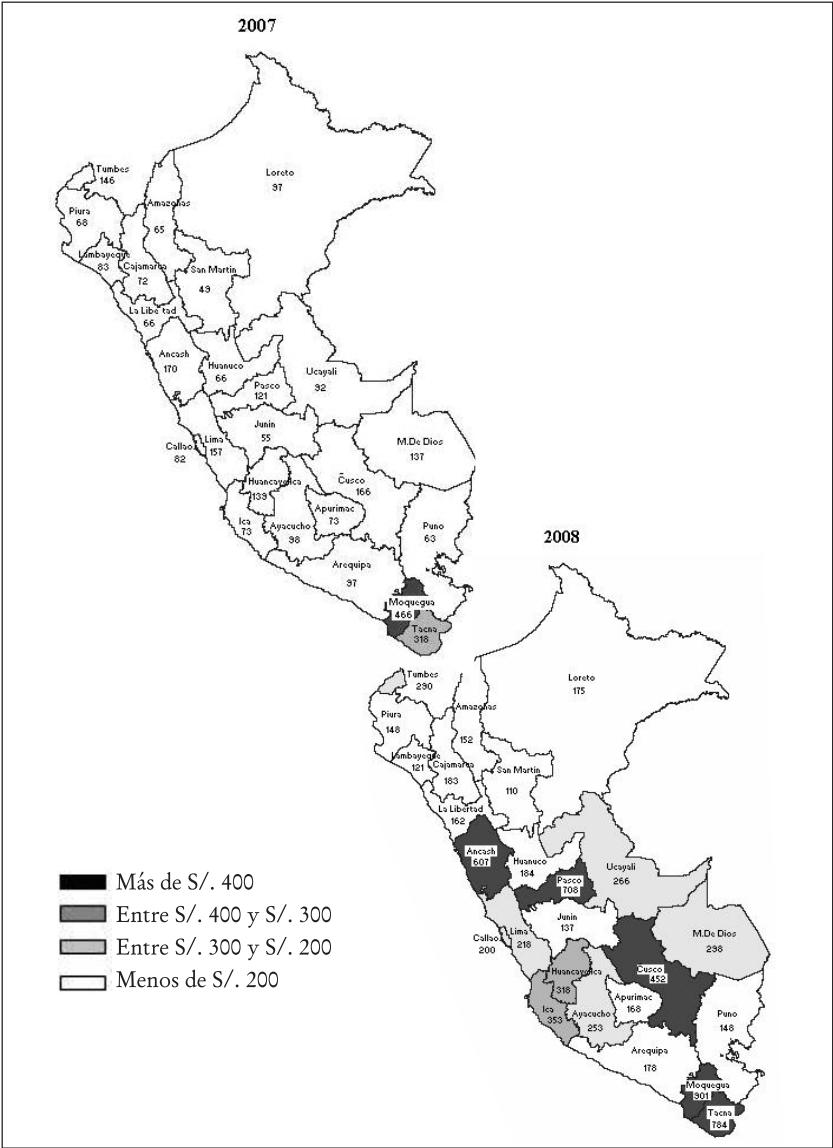 2007
Loreto
97
Tumbes
146
Amazonas
65
Piura
68
Lambayeque
83
Cajamarca
72
San Martin
49
La Libertad
66
Ancash
170
Huanuco
66
Ucayali
92
Pasco
121
Junin
55
Lima
157
Callao
82
M.De Dios
137
Huancavelica
139
Cusco
166
Apurimac
73
Ica
73
Ayacucho
98
Puno
63
Arequipa
97
Moquegua
466
Tacna
318
2008
Loreto
175
Tumbes
290
Amazonas
152
Piura
148
Lambayeque
121
Cajamarca
183
San Martin
110
La Libertad
162
Ancash
607
Huanuco
184
Ucayali
266
Pasco
708
Junin
137
Lima
218
Callao
200
M.De Dios
298
Huancavelica
318
Cusco
452
Apurimac
168
Ica
353
Ayacucho
253
Puno
148
Arequipa
178
Moquegua
901
Tacna
784
Más de S/. 400
Entre S/. 400 y S/. 300
Entre S/. 300 y S/. 200
Menos de S/. 200